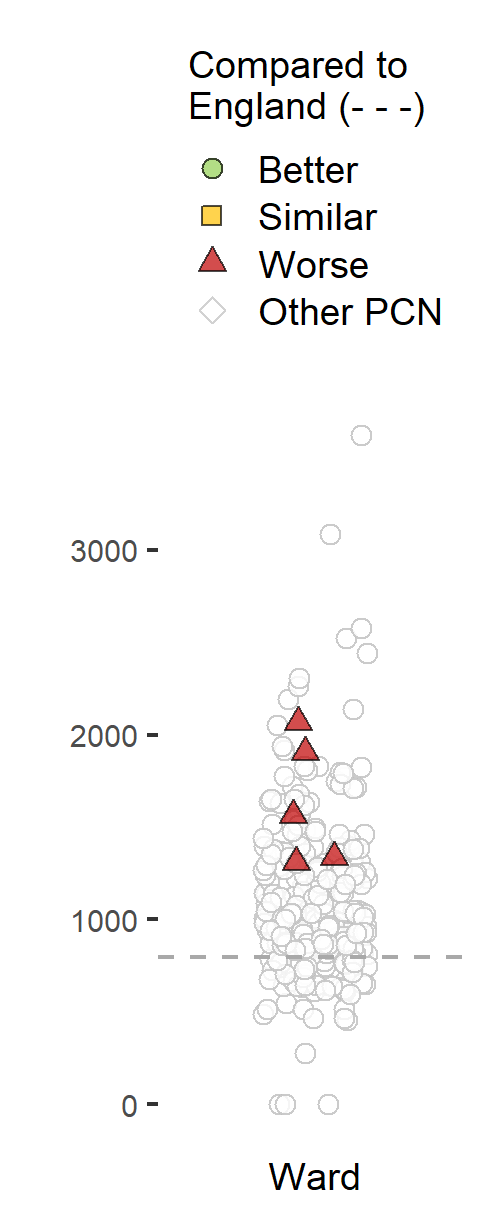 Compared to
England (- - -)
Better
Similar
Worse
Other PCN
3000
2000
1000
0
Ward